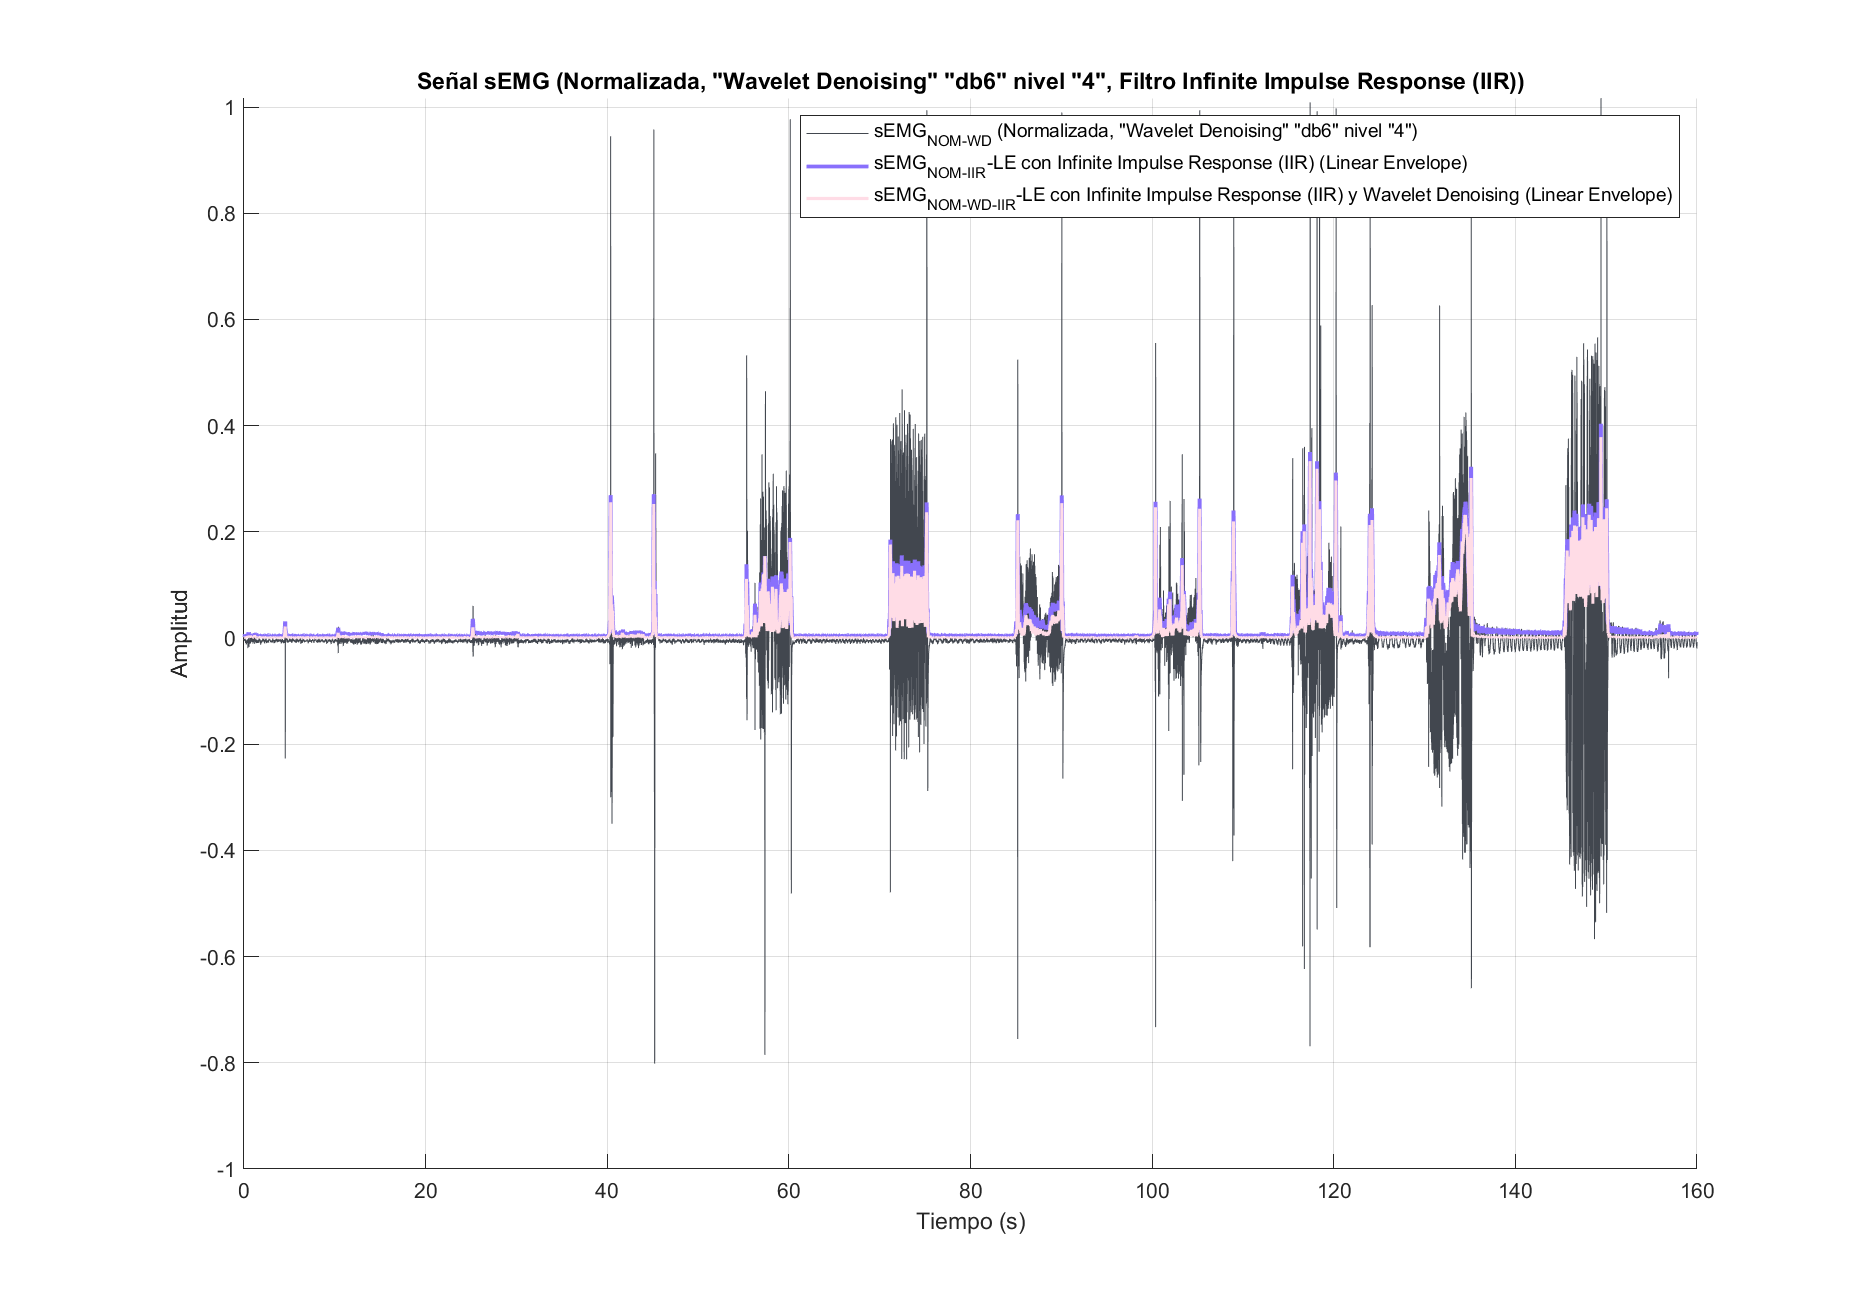 Señal sEMG (Normalizada, "Wavelet Denoising" "db6" nivel "4", Filtro Infinite Impulse Response (IIR))
sEMG_NOM-WD (Normalizada, "Wavelet Denoising" "db6" nivel "4")
sEMG_NOM-IIR-LE con Infinite Impulse Response (IIR) (Linear Envelope)
sEMG_NOM-WD-IIR-LE con Infinite Impulse Response (IIR) y Wavelet Denoising (Linear Envelope)
1
0.8
0.6
0.4
0.2
0
-0.2
-0.4
-0.6
-0.8
-1
Amplitud
0 20 40 60 80 100 120 140 160
Tiempo (s)